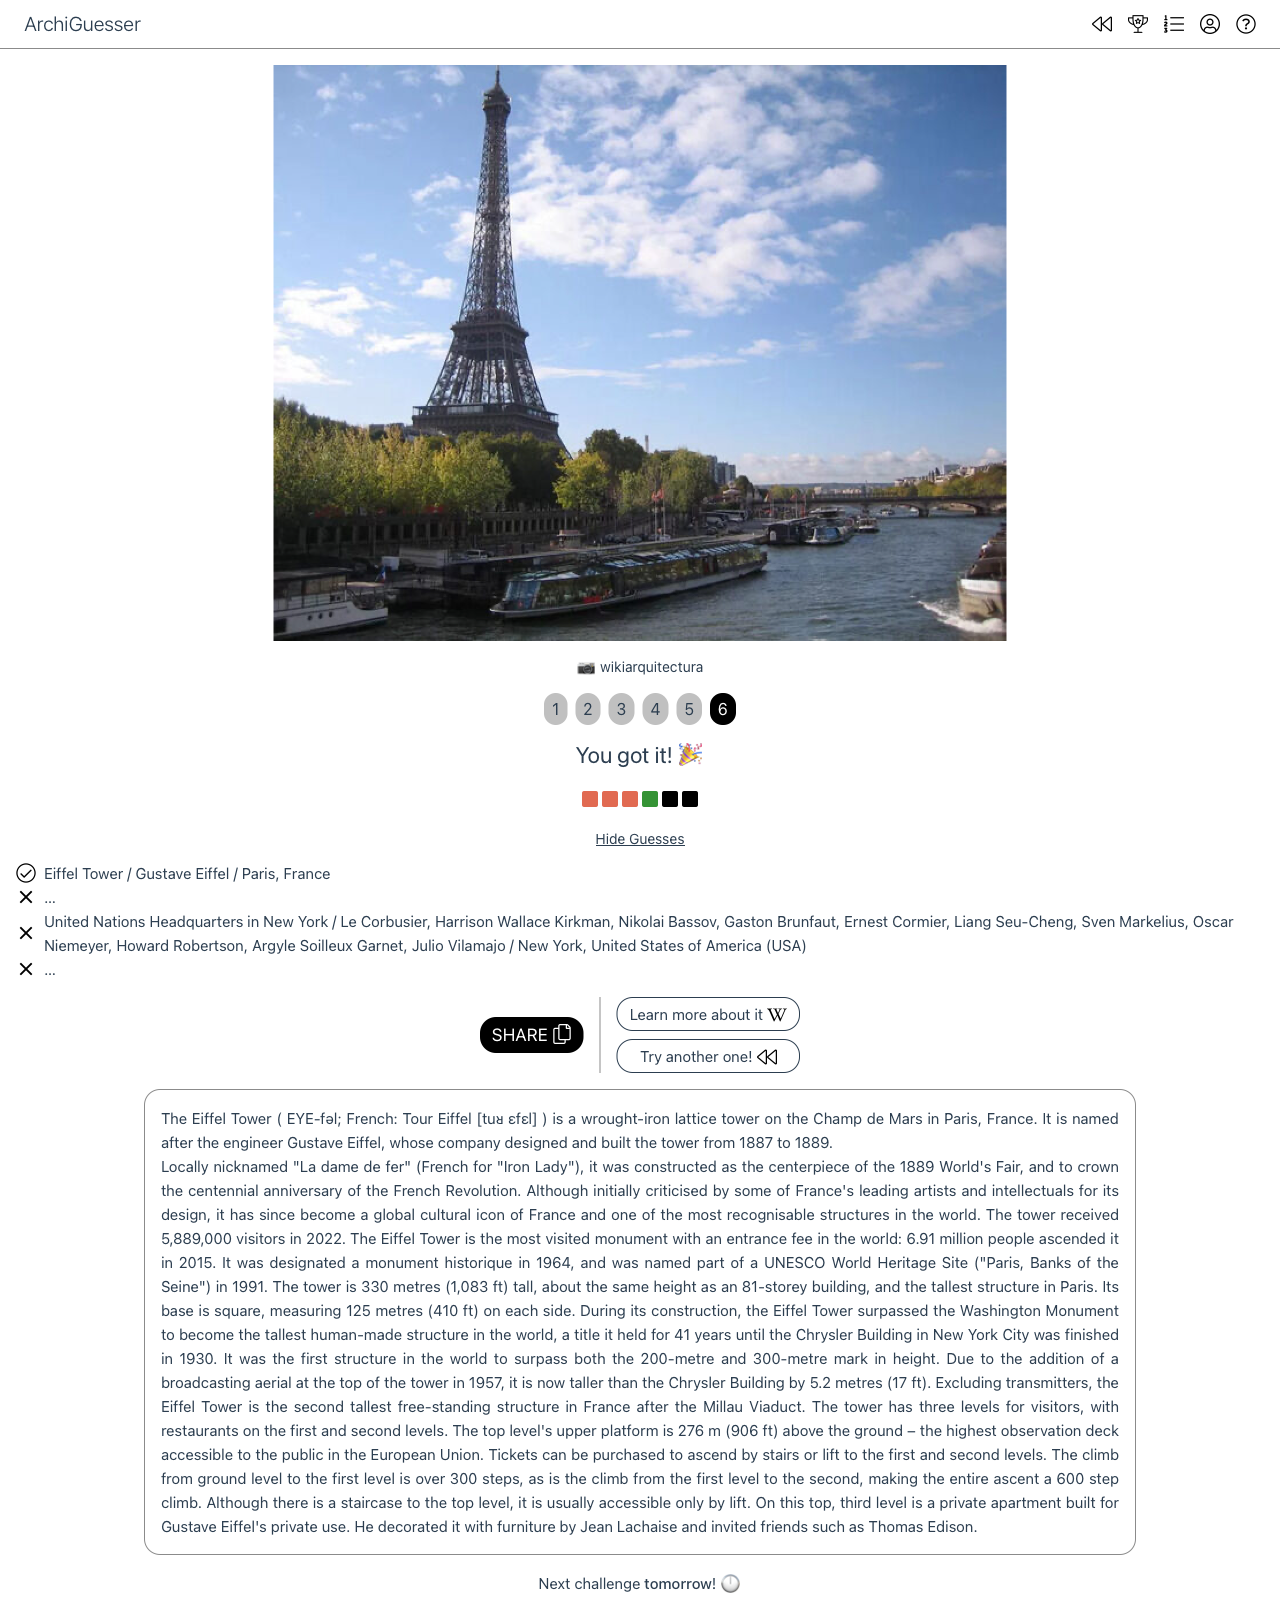 ArchiGuesser
wikiarquitectura
1 2 3 4 5 6
You got it! 🎉
Hide Guesses
Eiffel Tower / Gustave Eiffel / Paris, France
...
United Nations Headquarters in New York / Le Corbusier, Harrison Wallace Kirkman, Nikolai Bassov, Gaston Brunfaut, Ernest Cormier, Liang Seu-Cheng, Sven Markelius, Oscar
Niemeyer, Howard Robertson, Argyle Soilleux Garnet, Julio Vilamajo / New York, United States of America (USA)
...
SHARE
Learn more about it W
Try another one!
The Eiffel Tower ( EYE-fəl; French: Tour Eiffel [tuʁ ɛfɛl] ) is a wrought-iron lattice tower on the Champ de Mars in Paris, France. It is named
after the engineer Gustave Eiffel, whose company designed and built the tower from 1887 to 1889.
Locally nicknamed "La dame de fer" (French for "Iron Lady"), it was constructed as the centerpiece of the 1889 World's Fair, and to crown
the centennial anniversary of the French Revolution. Although initially criticised by some of France's leading artists and intellectuals for its
design, it has since become a global cultural icon of France and one of the most recognisable structures in the world. The tower received
5,889,000 visitors in 2022. The Eiffel Tower is the most visited monument with an entrance fee in the world: 6.91 million people ascended it
in 2015. It was designated a monument historique in 1964, and was named part of a UNESCO World Heritage Site ("Paris, Banks of the
Seine") in 1991. The tower is 330 metres (1,083 ft) tall, about the same height as an 81-storey building, and the tallest structure in Paris. Its
base is square, measuring 125 metres (410 ft) on each side. During its construction, the Eiffel Tower surpassed the Washington Monument
to become the tallest human-made structure in the world, a title it held for 41 years until the Chrysler Building in New York City was finished
in 1930. It was the first structure in the world to surpass both the 200-metre and 300-metre mark in height. Due to the addition of a
broadcasting aerial at the top of the tower in 1957, it is now taller than the Chrysler Building by 5.2 metres (17 ft). Excluding transmitters, the
Eiffel Tower is the second tallest free-standing structure in France after the Millau Viaduct. The tower has three levels for visitors, with
restaurants on the first and second levels. The top level's upper platform is 276 m (906 ft) above the ground – the highest observation deck
accessible to the public in the European Union. Tickets can be purchased to ascend by stairs or lift to the first and second levels. The climb
from ground level to the first level is over 300 steps, as is the climb from the first level to the second, making the entire ascent a 600 step
climb. Although there is a staircase to the top level, it is usually accessible only by lift. On this top, third level is a private apartment built for
Gustave Eiffel's private use. He decorated it with furniture by Jean Lachaise and invited friends such as Thomas Edison.
Next challenge tomorrow!